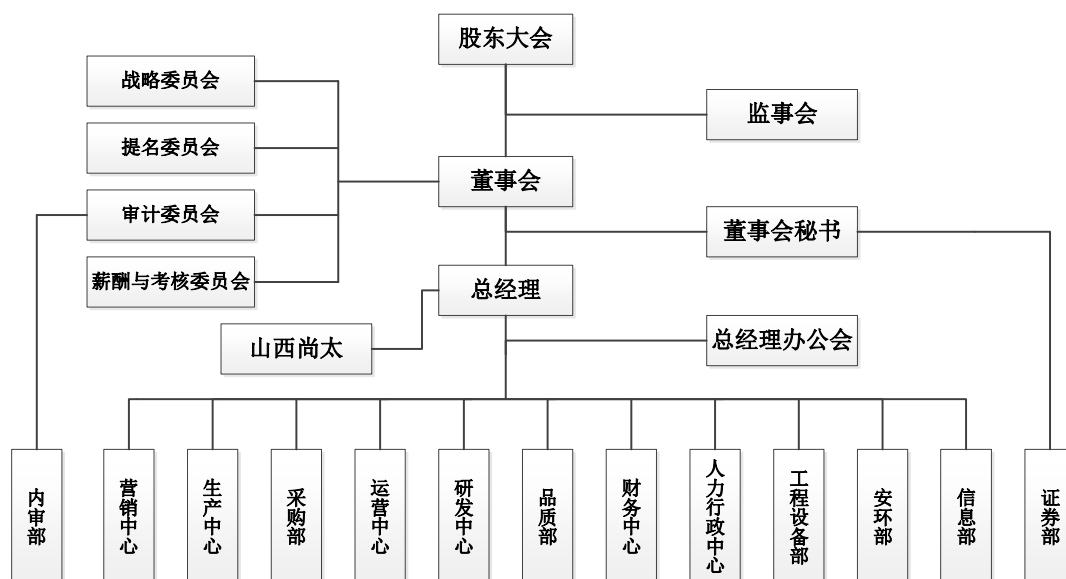 股东大会
战略委员会
监事会
提名委员会
董事会
审计委员会
董事会秘书
薪酬与考核委员会
总经理
山西尚太
总经理办公会
内审部
营销中心
生产中心
采购部
运营中心
研发中心
品质部
财务中心
人力行政中心
工程设备部
安环部
信息部
证券部